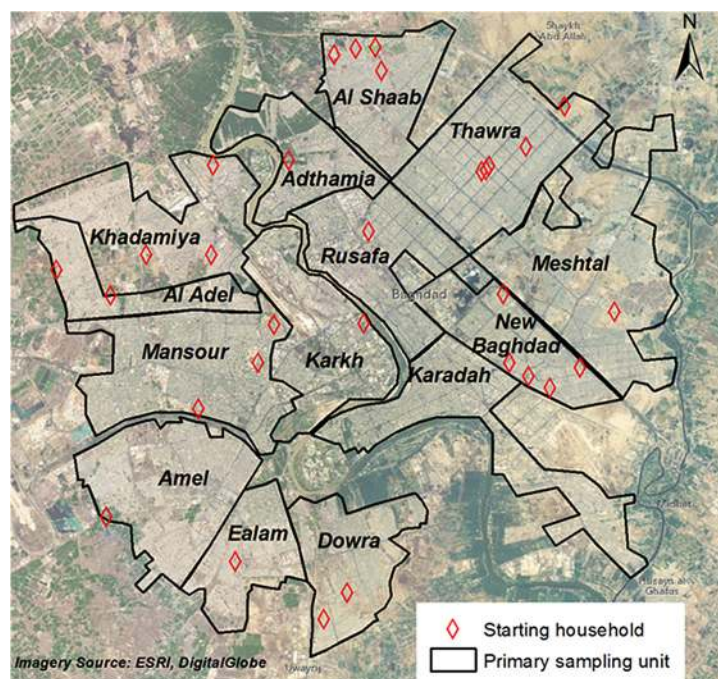 Shaykh
Abd Allah
N
Al Shaab
Thawra
Adthamia
Khadamiya
Rusafa
Meshtal
Baghdad
Al Adel
New
Baghdad
Mansour
Karkh
Karadah
Amel
Ealam
Dowra
Starting household
Primary sampling unit
Imagery Source: ESRI, DigitalGlobe